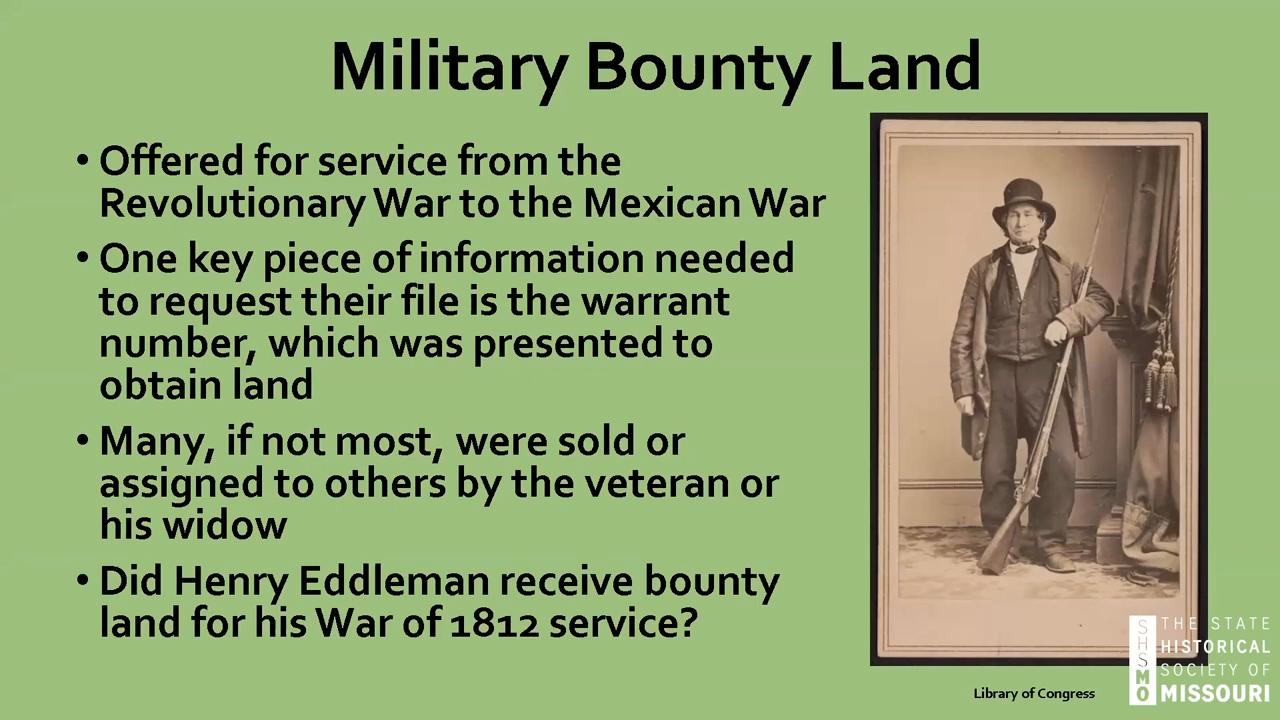 Military Bounty Land
• Offered for service from the
Revolutionary War to the Mexican War
• One key piece of information needed
to request their file is the warrant
number, which was presented to
obtain land
• Many, if not most, were sold or
assigned to others by the veteran or
his widow
• Did Henry Eddleman receive bounty
land for his War of 1812 service?
Library of Congress
SHSMO
THE STATE
HISTORICAL
SOCIETY OF
MISSOURI